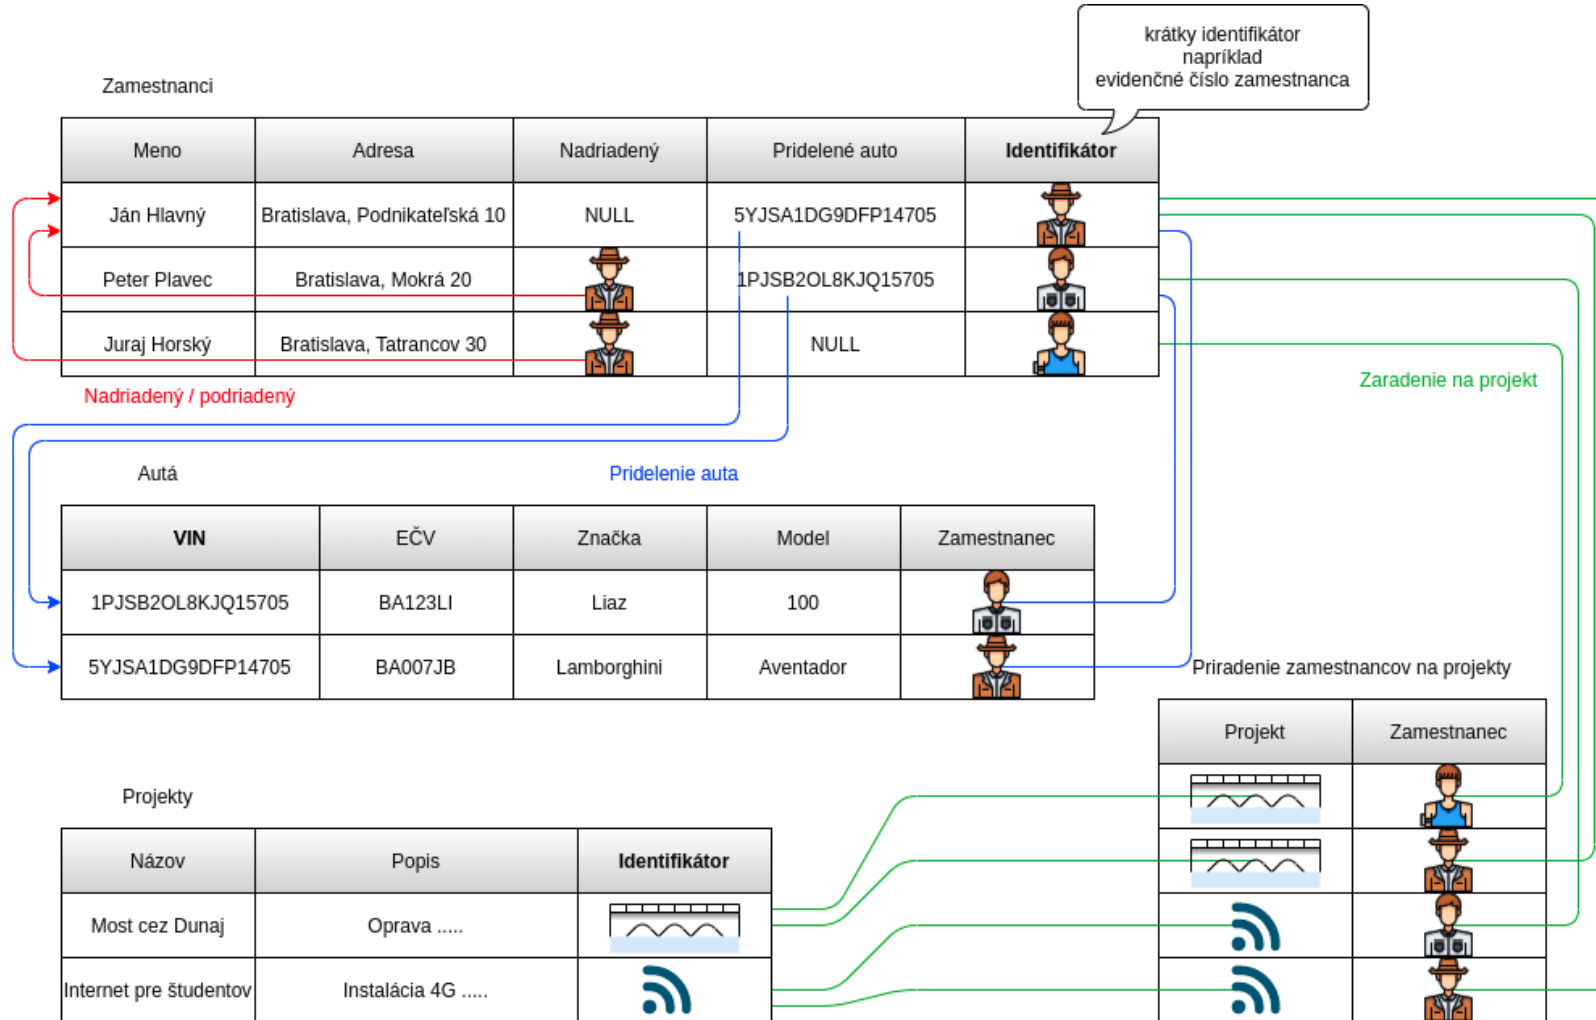 krátky identifikátor
napríklad
evidenčné číslo zamestnanca
Zamestnanci
Meno Adresa Nadriadený Pridelené auto Identifikátor
Ján Hlavný Bratislava, Podnikateľská 10 NULL 5YJSA1DG9DFP14705
Peter Plavec Bratislava, Mokrá 20 1PJSB2OL8KJQ15705
Juraj Horský Bratislava, Tatrancov 30 NULL
Nadriadený / podriadený
Zaradenie na projekt
Autá
Pridelenie auta
VIN EČV Značka Model Zamestnanec
1PJSB2OL8KJQ15705 BA123LI Liaz 100
5YJSA1DG9DFP14705 BA007JB Lamborghini Aventador
Priradenie zamestnancov na projekty
Projekt Zamestnanec
Projekty
Názov Popis Identifikátor
Most cez Dunaj Oprava .....
Internet pre študentov Instalácia 4G .....